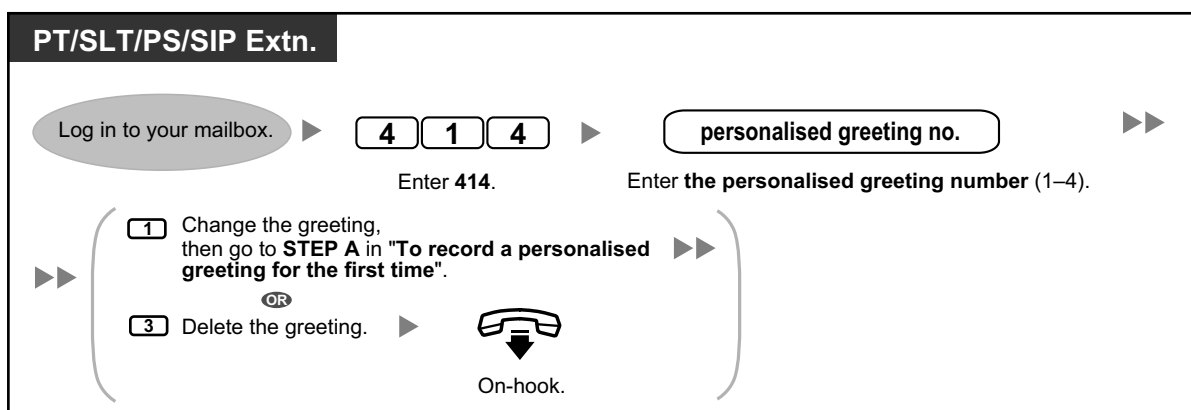 PT/SLT/PS/SIP Extn.
Log in to your mailbox.
4 1 4
personalised greeting no.
Enter 414.
Enter the personalised greeting number (1–4).
1 Change the greeting,
then go to STEP A in "To record a personalised
greeting for the first time".
OR
3 Delete the greeting.
On-hook.